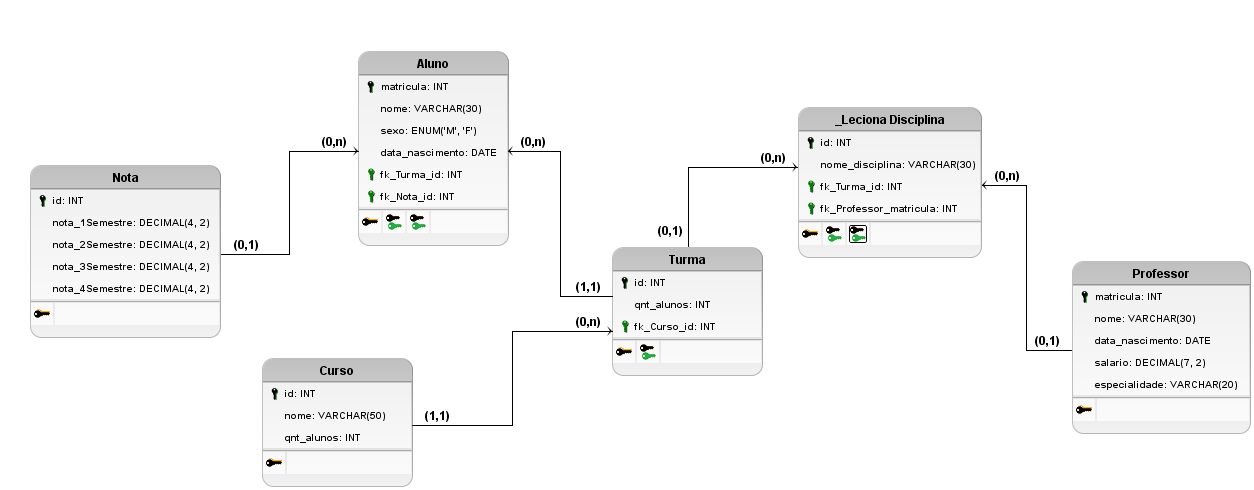 Aluno
matricula: INT
nome: VARCHAR(30)
sexo: ENUM('M', 'F')
data_nascimento: DATE
fk_Turma_id: INT
fk_Nota_id: INT
(0,n)
(0,n)
Nota
id: INT
nota_1Semestre: DECIMAL(4, 2)
nota_2Semestre: DECIMAL(4, 2)
nota_3Semestre: DECIMAL(4, 2)
nota_4Semestre: DECIMAL(4, 2)
(0,1)
_Leciona Disciplina
id: INT
nome_disciplina: VARCHAR(30)
fk_Turma_id: INT
fk_Professor_matricula: INT
(0,n)
(0,n)
(0,1)
Turma
id: INT
qnt_alunos: INT
fk_Curso_id: INT
(1,1)
(0,n)
Professor
matricula: INT
nome: VARCHAR(30)
data_nascimento: DATE
salario: DECIMAL(7, 2)
especialidade: VARCHAR(20)
(0,1)
Curso
id: INT
nome: VARCHAR(50)
qnt_alunos: INT
(1,1)